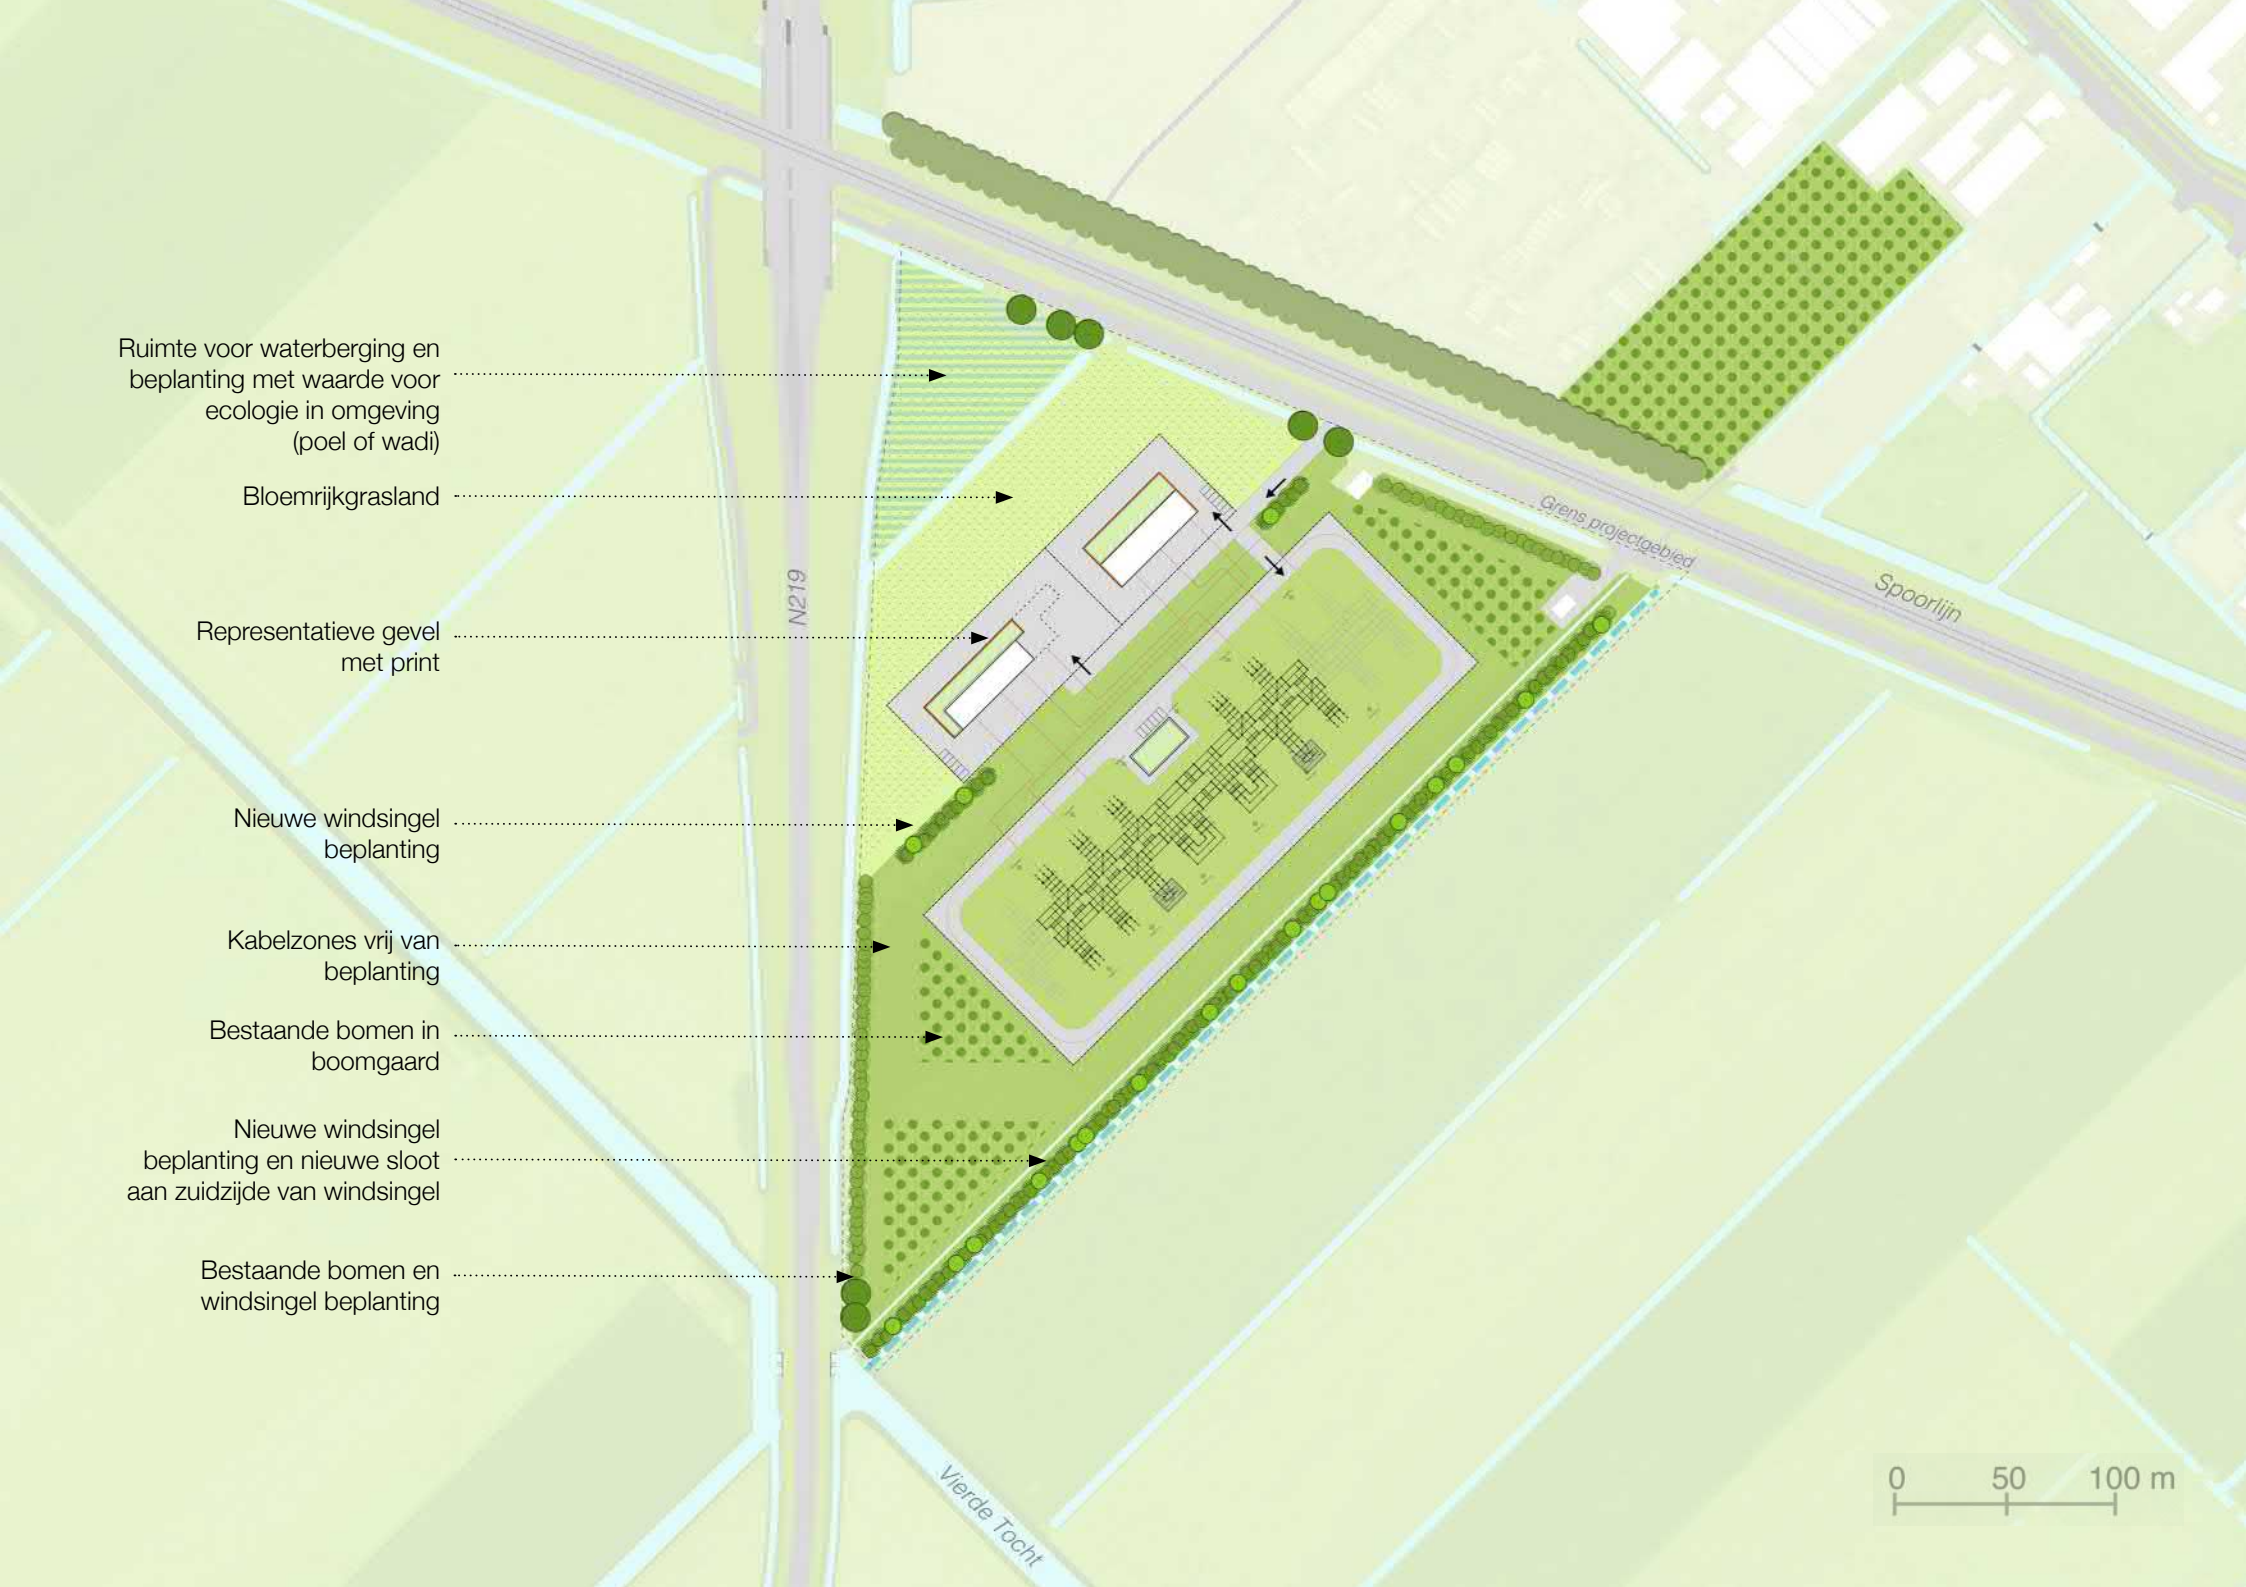 Ruimte voor waterberging en
beplanting met waarde voor
ecologie in omgeving
(poel of wadi)
Bloemrijkgrasland
Representatieve gevel
met print
Nieuwe windsingel
beplanting
Kabelzones vrij van
beplanting
Bestaande bomen in
boomgaard
Nieuwe windsingel
beplanting en nieuwe sloot
aan zuidzijde van windsingel
Bestaande bomen en
windsingel beplanting
N219
Grens projectgebied
Spoorlijn
Vierde Tocht
0 50 100 m